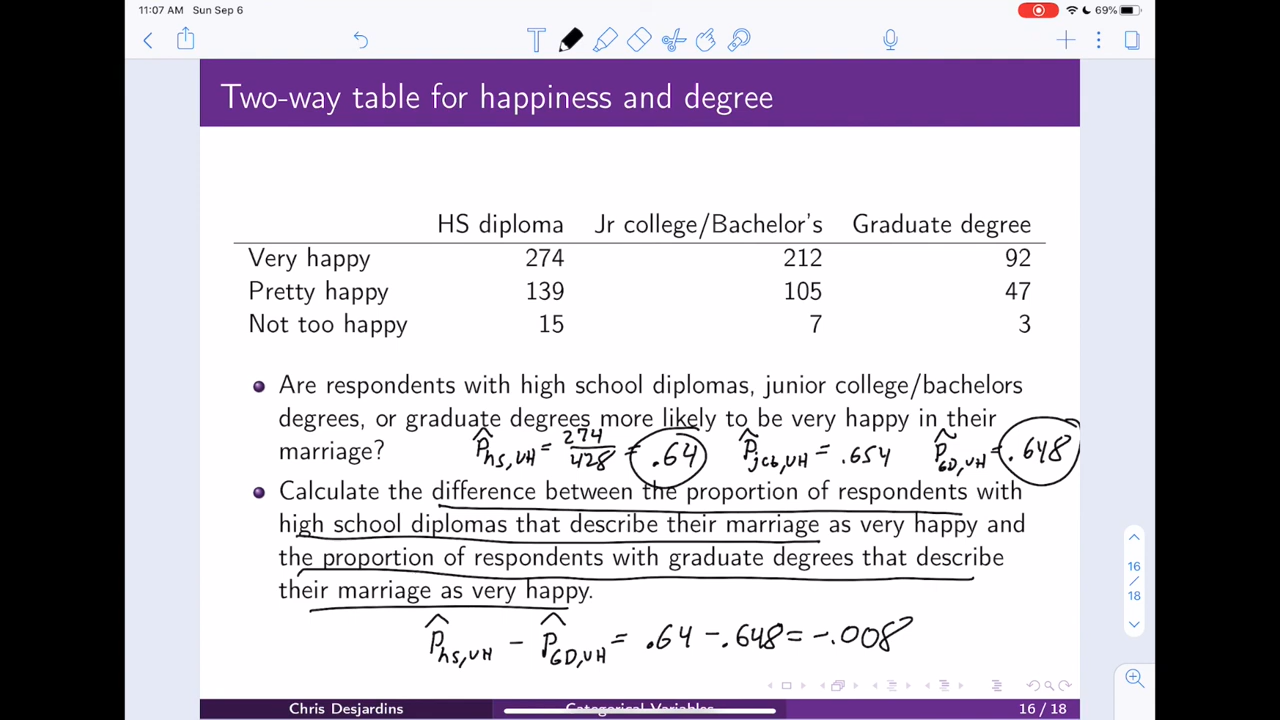 11:07 AM Sun Sep 6 69%
Two-way table for happiness and degree
HS diploma Jr college/Bachelor's Graduate degree
Very happy 274 212 92
Pretty happy 139 105 47
Not too happy 15 7 3
Are respondents with high school diplomas, junior college/bachelors
degrees, or graduate degrees more likely to be very happy in their
marriage? P̂hs,VH = 274/428 = .64 P̂jcb,VH = .654 P̂GD,VH = .648
Calculate the difference between the proportion of respondents with
high school diplomas that describe their marriage as very happy and
the proportion of respondents with graduate degrees that describe
their marriage as very happy.
P̂hs,VH − P̂GD,VH = .64 − .648 = −.008
16
/
18
Chris Desjardins Categorical Variables 16 / 18